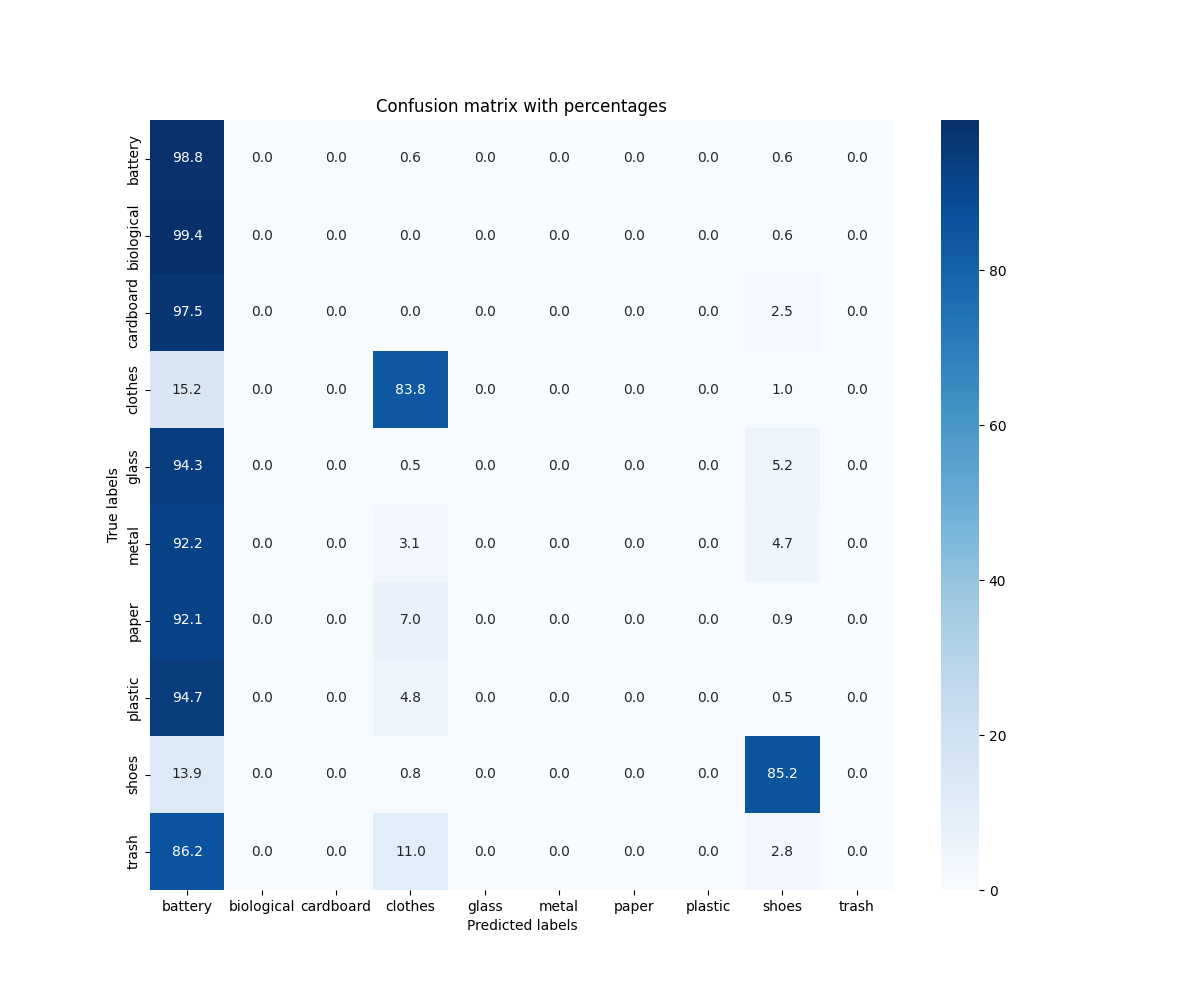 Confusion matrix with percentages
battery 98.8 0.0 0.0 0.6 0.0 0.0 0.0 0.0 0.6 0.0
biological 99.4 0.0 0.0 0.0 0.0 0.0 0.0 0.0 0.6 0.0
80
cardboard 97.5 0.0 0.0 0.0 0.0 0.0 0.0 0.0 2.5 0.0
clothes 15.2 0.0 0.0 83.8 0.0 0.0 0.0 0.0 1.0 0.0
60
glass 94.3 0.0 0.0 0.5 0.0 0.0 0.0 0.0 5.2 0.0
True labels
metal 92.2 0.0 0.0 3.1 0.0 0.0 0.0 0.0 4.7 0.0
40
paper 92.1 0.0 0.0 7.0 0.0 0.0 0.0 0.0 0.9 0.0
plastic 94.7 0.0 0.0 4.8 0.0 0.0 0.0 0.0 0.5 0.0
20
shoes 13.9 0.0 0.0 0.8 0.0 0.0 0.0 0.0 85.2 0.0
trash 86.2 0.0 0.0 11.0 0.0 0.0 0.0 0.0 2.8 0.0
0
battery biological cardboard clothes glass metal paper plastic shoes trash
Predicted labels